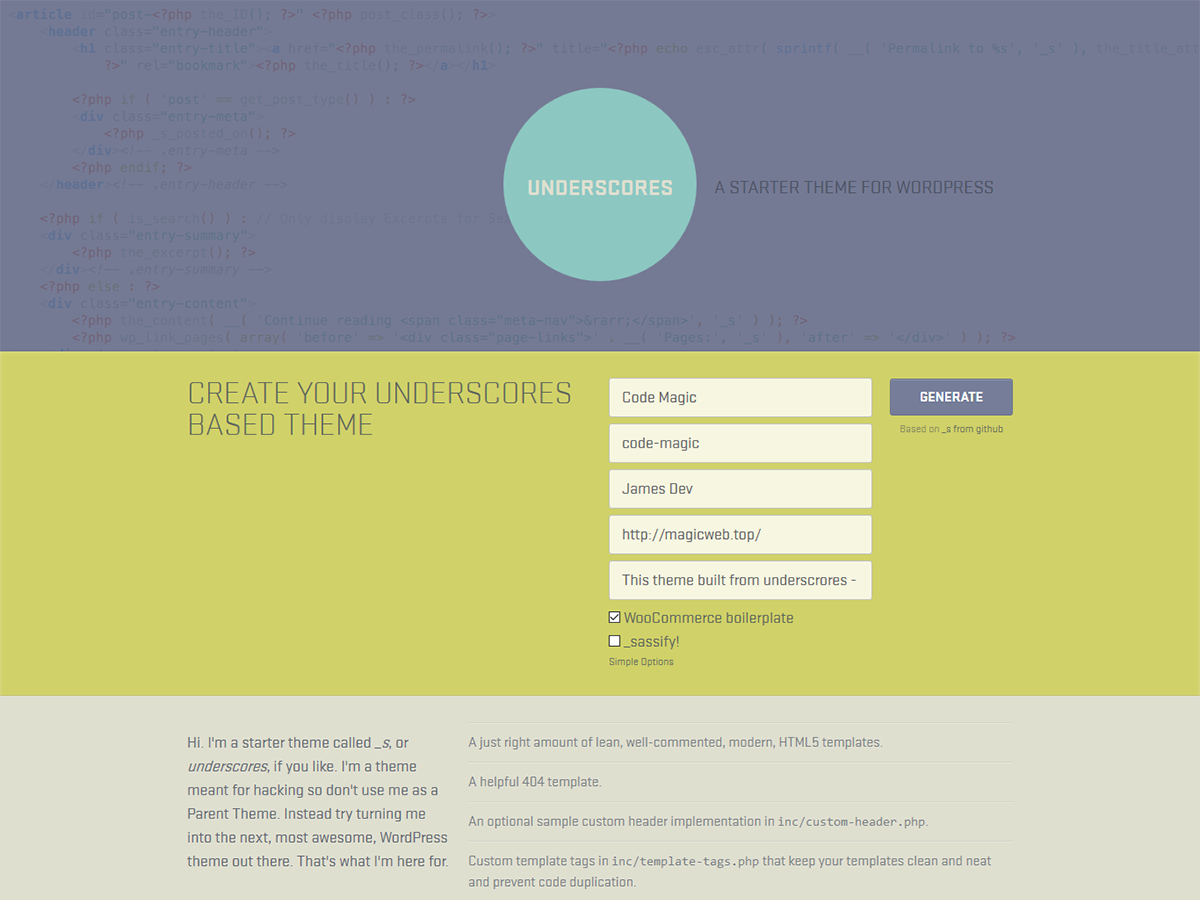 <article id="post-<?php the_ID(); ?>" <?php post_class(); ?>>
<header class="entry-header">
<h1 class="entry-title"><a href="<?php the_permalink(); ?>" title="<?php echo esc_attr( sprintf( __( 'Permalink to %s', '_s' ), the_title_att
?>" rel="bookmark"><?php the_title(); ?></a></h1>
<?php if ( 'post' == get_post_type() ) : ?>
<div class="entry-meta">
<?php _s_posted_on(); ?>
</div><!-- .entry-meta -->
<?php endif; ?>
</header><!-- .entry-header -->
<?php if ( is_search() ) : // Only display Excerpts for Se
<div class="entry-summary">
<?php the_excerpt(); ?>
</div><!-- .entry-summary -->
<?php else : ?>
<div class="entry-content">
<?php the_content( __( 'Continue reading <span class="meta-nav">&rarr;</span>', '_s' ) ); ?>
<?php wp_link_pages( array( 'before' => '<div class="page-links">' . __( 'Pages:', '_s' ), 'after' => '</div>' ) ); ?>
UNDERSCORES
A STARTER THEME FOR WORDPRESS
CREATE YOUR UNDERSCORES
BASED THEME
Code Magic
code-magic
James Dev
http://magicweb.top/
This theme built from underscrores -
WooCommerce boilerplate
_sassify!
Simple Options
GENERATE
Based on _s from github
Hi. I'm a starter theme called _s, or
underscores, if you like. I'm a theme
meant for hacking so don't use me as a
Parent Theme. Instead try turning me
into the next, most awesome, WordPress
theme out there. That's what I'm here for.
A just right amount of lean, well-commented, modern, HTML5 templates.
A helpful 404 template.
An optional sample custom header implementation in inc/custom-header.php.
Custom template tags in inc/template-tags.php that keep your templates clean and neat
and prevent code duplication.